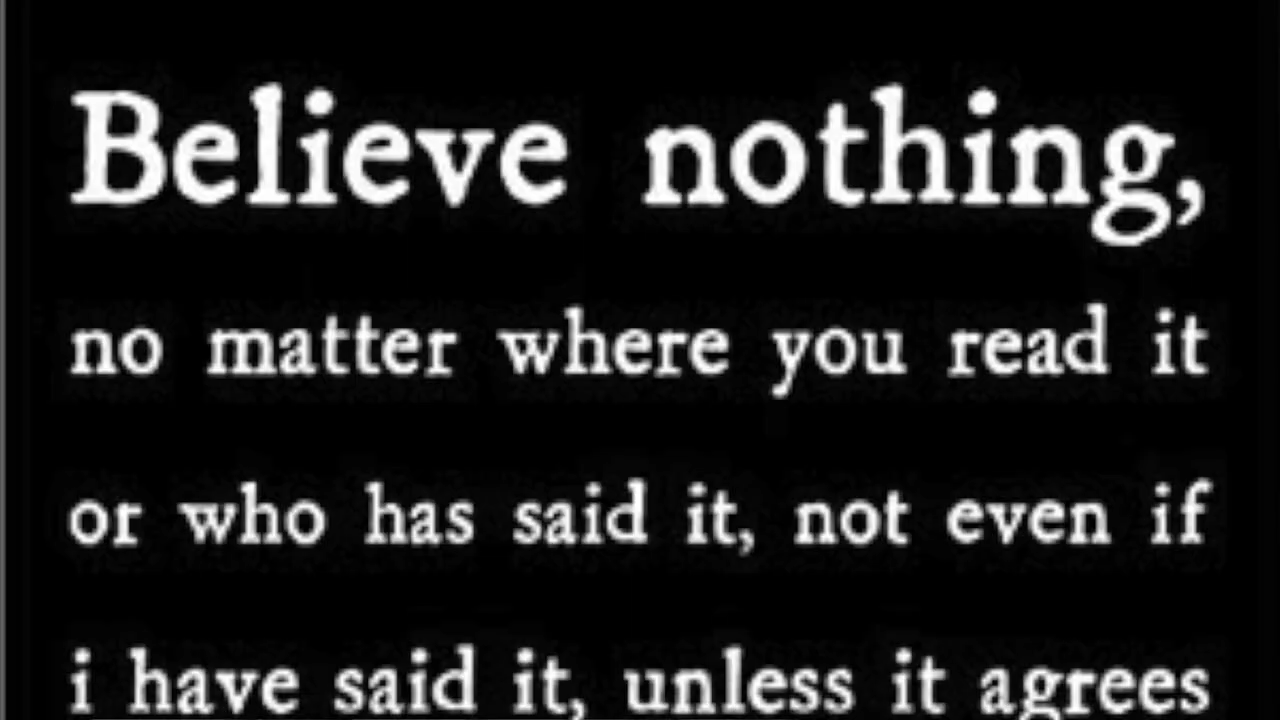 Believe nothing,
no matter where you read it
or who has said it, not even if
i have said it, unless it agrees